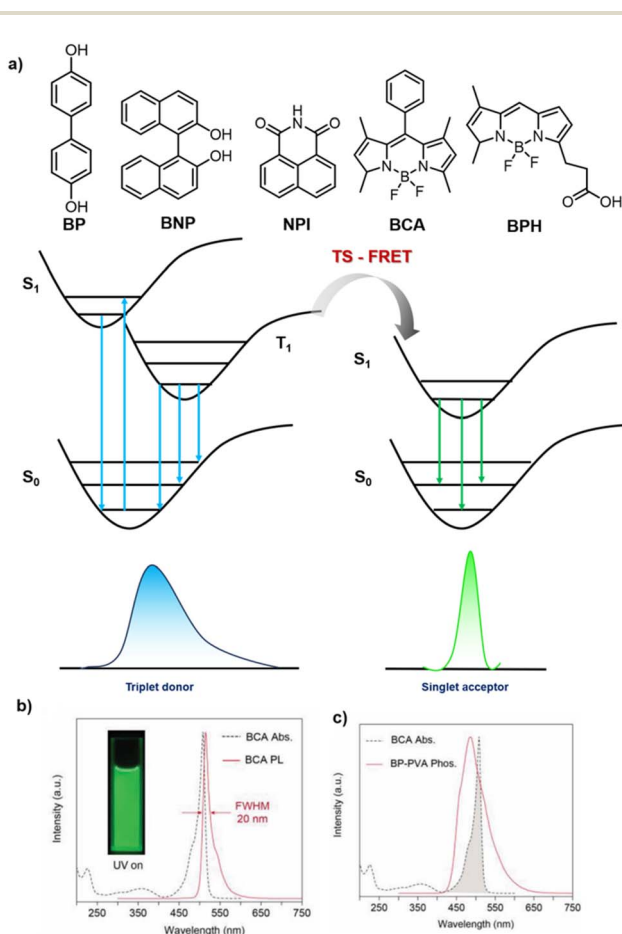 a)
OH
OH
BP
OH
OH
BNP
H
O N O
NPI
N N
B
F F
BCA
N N
B
F F
O OH
BPH
TS - FRET
S1
T1
S1
S0
S0
Triplet donor
Singlet acceptor
b)
BCA Abs.
BCA PL
FWHM
20 nm
UV on
Intensity (a.u.)
250 350 450 550 650 750
Wavelength (nm)
c)
BCA Abs.
BP-PVA Phos.
Intensity (a.u.)
250 350 450 550 650 750
Wavelength (nm)